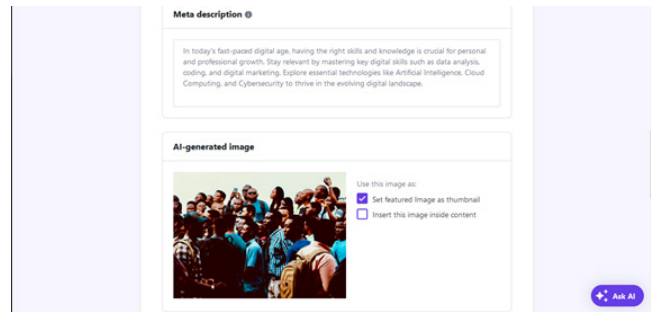 Meta description
In today's fast-paced digital age, having the right skills and knowledge is crucial for personal
and professional growth. Stay relevant by mastering key digital skills such as data analysis,
coding, and digital marketing. Explore essential technologies like Artificial Intelligence, Cloud
Computing, and Cybersecurity to thrive in the evolving digital landscape.
AI-generated image
Use this image as:
Set featured Image as thumbnail
Insert this image inside content
Ask AI